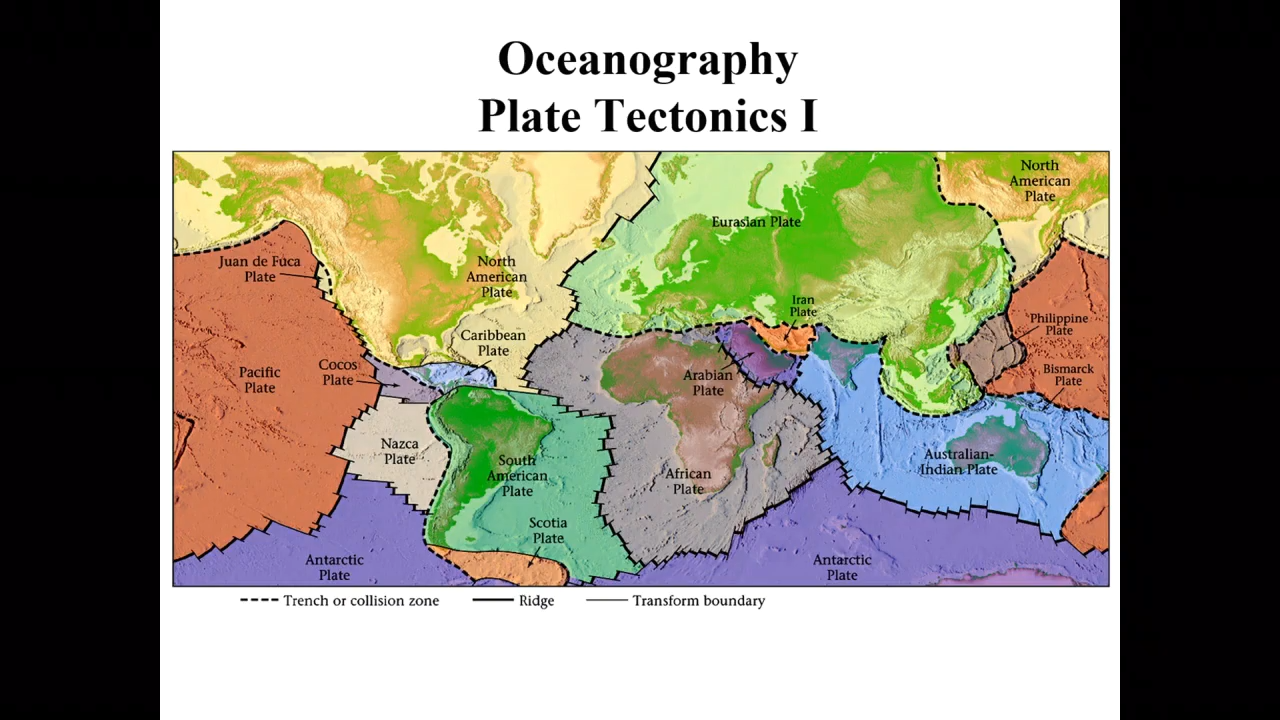 Oceanography
Plate Tectonics I
North
American
Plate
Eurasian Plate
Juan de Fuca
Plate
North
American
Plate
Iran
Plate
Philippine
Plate
Caribbean
Plate
Cocos
Plate
Pacific
Plate
Arabian
Plate
Bismarck
Plate
Nazca
Plate
South
American
Plate
African
Plate
Australian-
Indian Plate
Scotia
Plate
Antarctic
Plate
Antarctic
Plate
Trench or collision zone Ridge Transform boundary